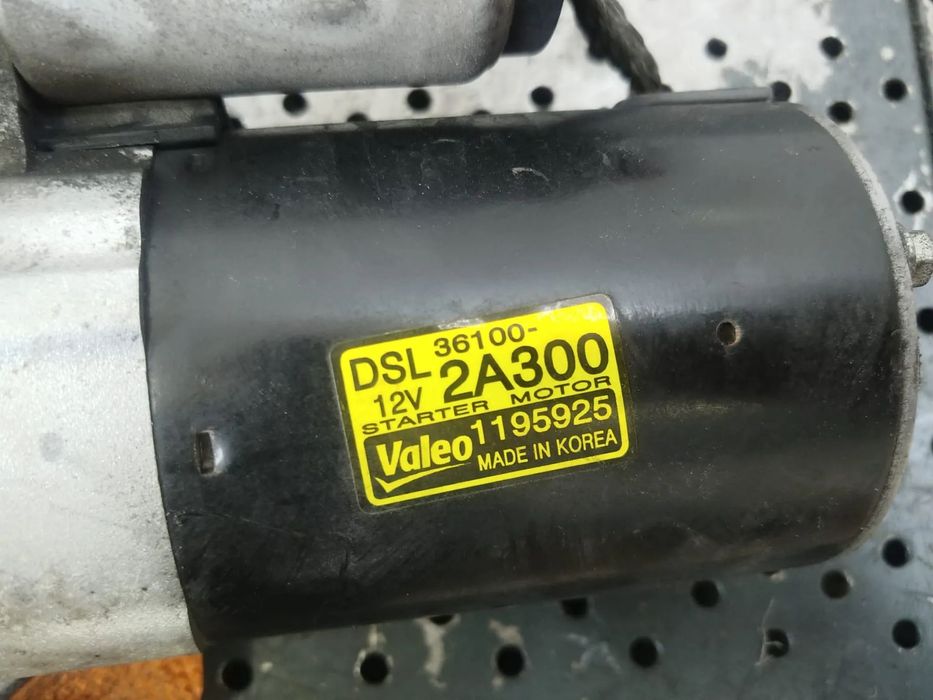 DSL 36100-
12V 2A300
STARTER MOTOR
Valeo 1195925
MADE IN KOREA